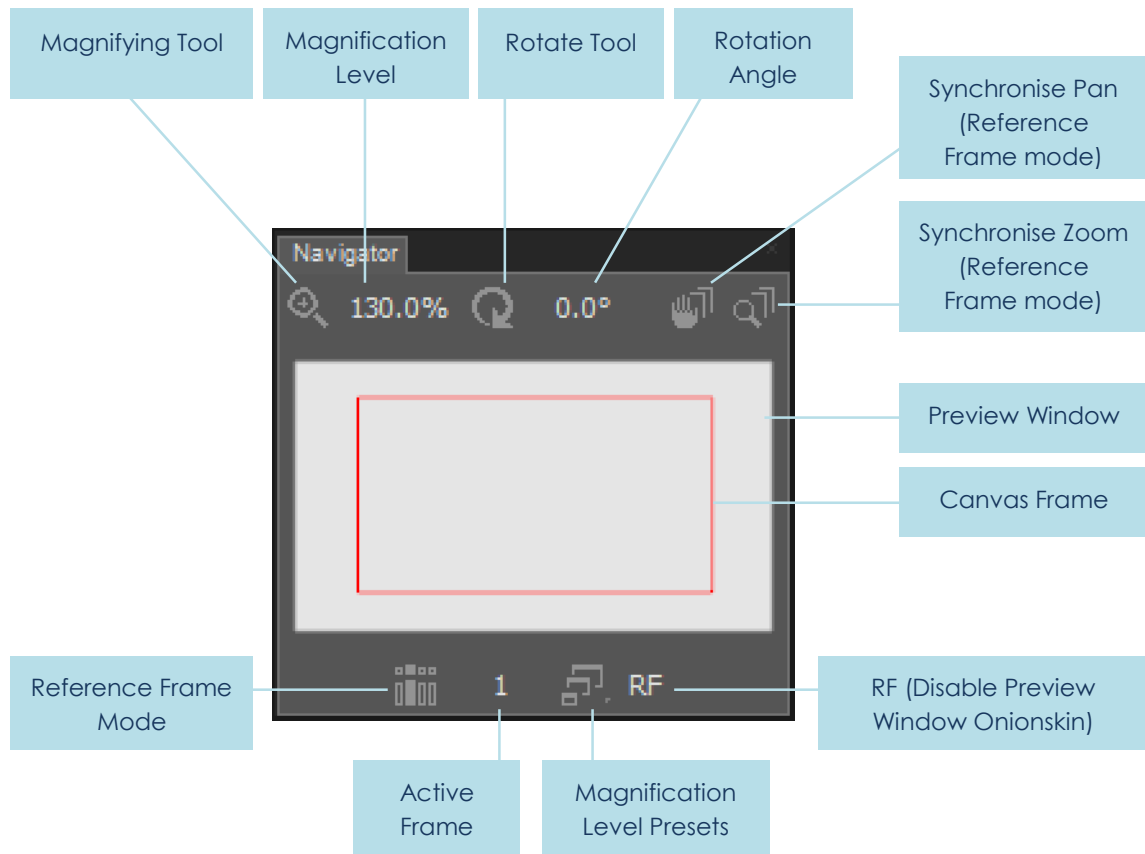 Magnifying Tool
Magnification
Level
Rotate Tool
Rotation
Angle
Synchronise Pan
(Reference
Frame mode)
Synchronise Zoom
(Reference
Frame mode)
Navigator
130.0%
0.0°
Preview Window
Canvas Frame
1
RF
Reference Frame
Mode
RF (Disable Preview
Window Onionskin)
Active
Frame
Magnification
Level Presets